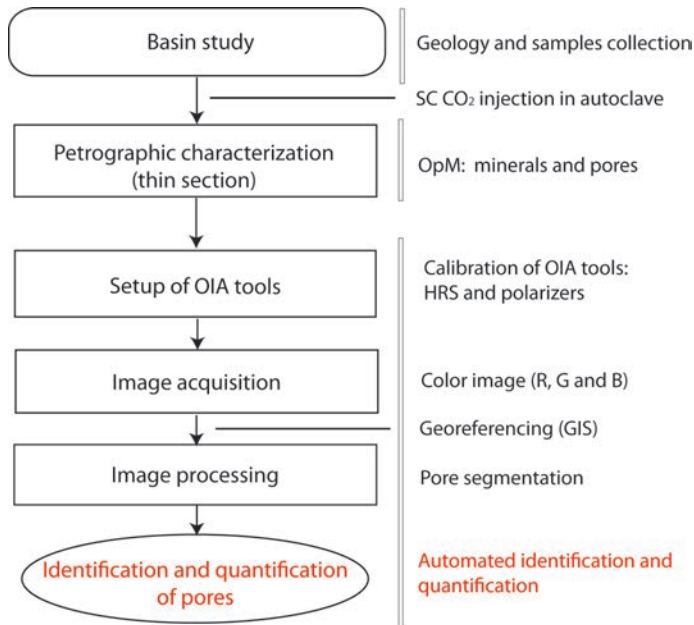 Basin study
Geology and samples collection
SC CO₂ injection in autoclave
Petrographic characterization
(thin section)
OpM: minerals and pores
Setup of OIA tools
Calibration of OIA tools:
HRS and polarizers
Image acquisition
Color image (R, G and B)
Georeferencing (GIS)
Image processing
Pore segmentation
Identification and quantification
of pores
Automated identification and
quantification